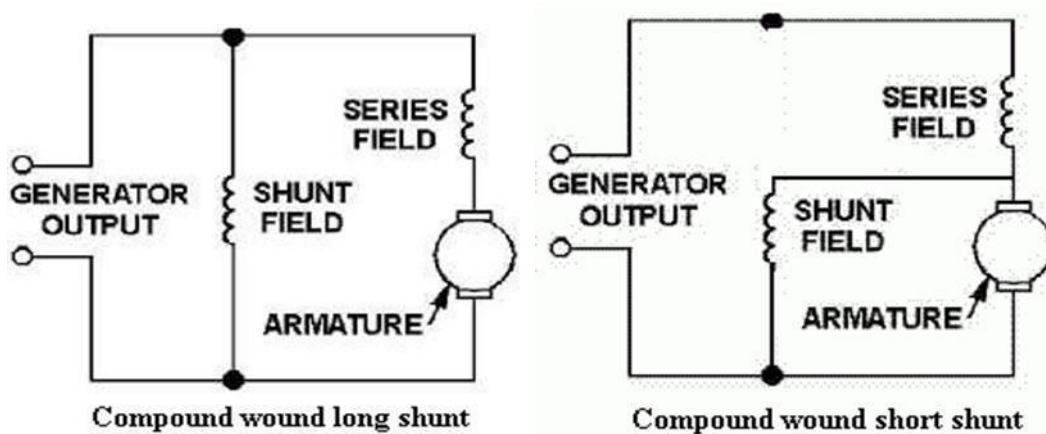 SERIES
FIELD
GENERATOR
OUTPUT
SHUNT
FIELD
ARMATURE
Compound wound long shunt
SERIES
FIELD
GENERATOR
OUTPUT
SHUNT
FIELD
ARMATURE
Compound wound short shunt